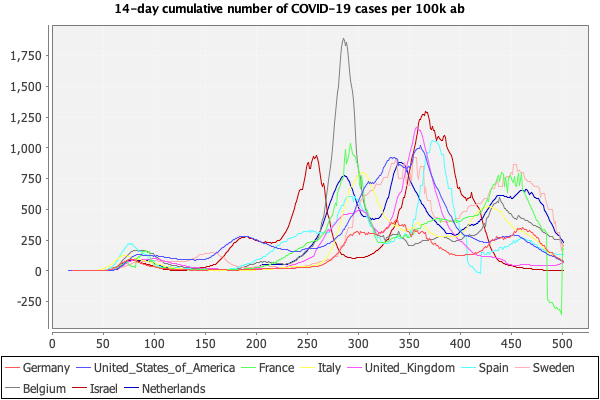 14-day cumulative number of COVID-19 cases per 100k ab
1,750
1,500
1,250
1,000
750
500
250
0
-250
0 50 100 150 200 250 300 350 400 450 500
Germany United_States_of_America France Italy United_Kingdom Spain Sweden
Belgium Israel Netherlands